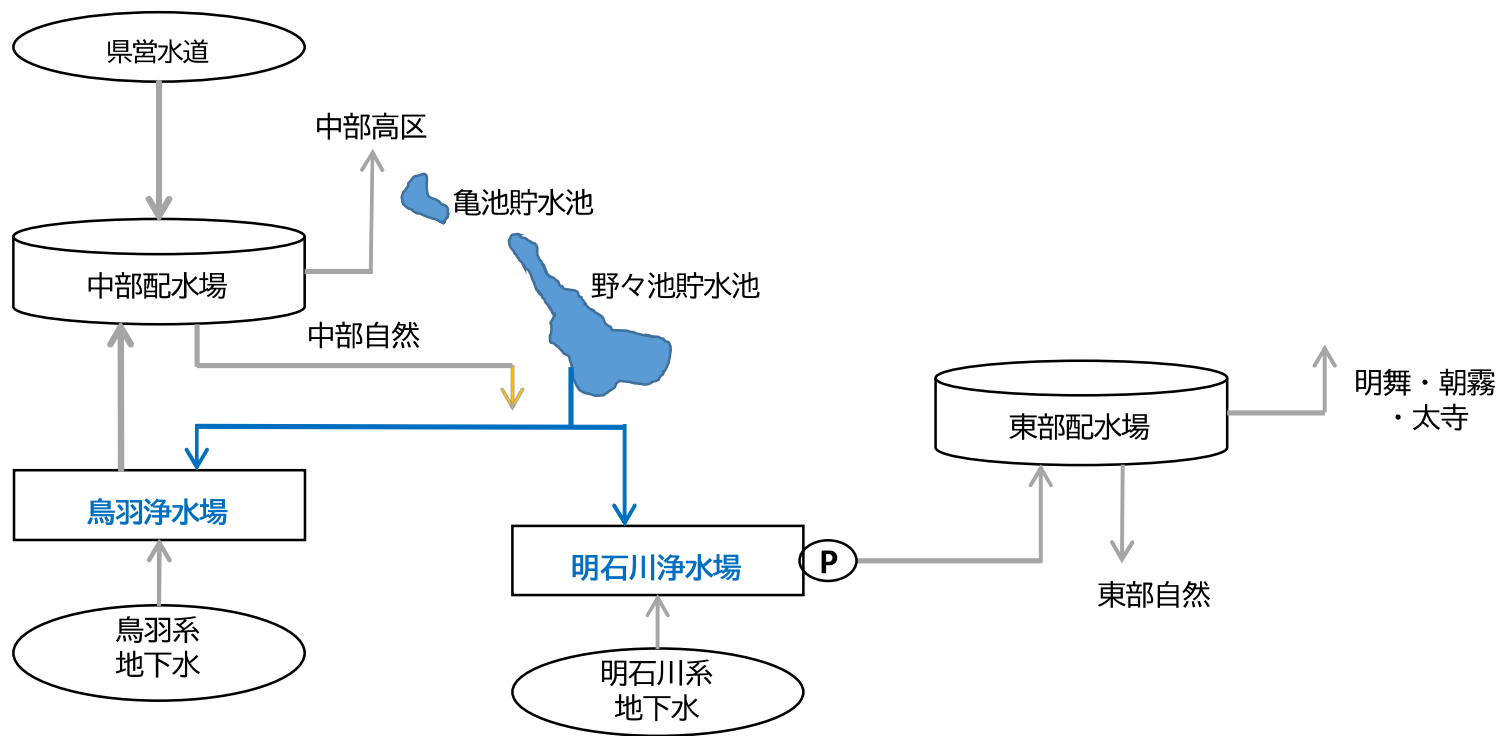 県営水道
中部高区
亀池貯水池
中部配水場
野々池貯水池
中部自然
明舞・朝霧
・太寺
東部配水場
鳥羽浄水場
明石川浄水場
P
東部自然
鳥羽系
地下水
明石川系
地下水